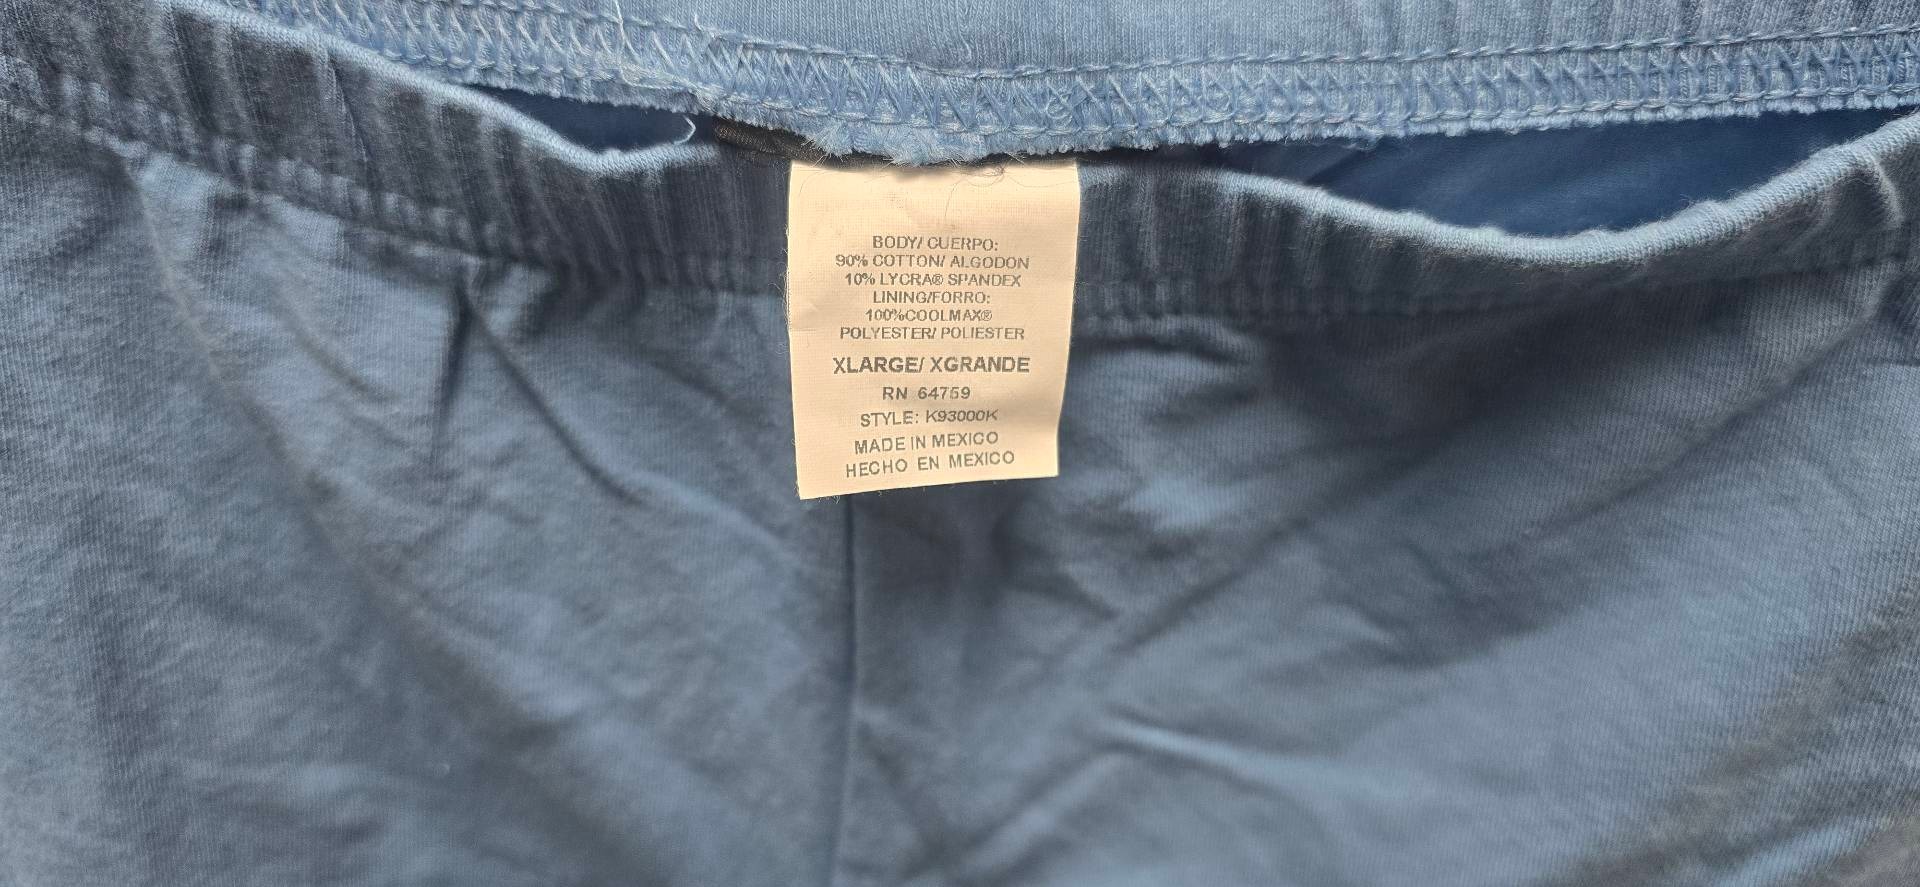 BODY/ CUERPO:
90% COTTON/ ALGODON
10% LYCRA® SPANDEX
LINING/FORRO:
100%COOLMAX®
POLYESTER/ POLIESTER
XLARGE/ XGRANDE
RN 64759
STYLE: K93000K
MADE IN MEXICO
HECHO EN MEXICO